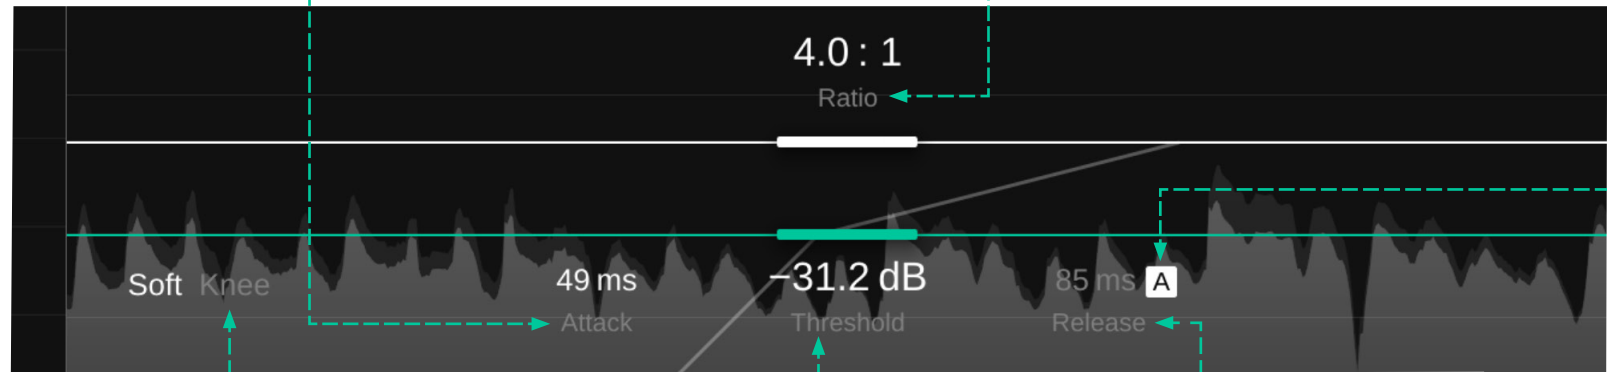 4.0 : 1
Ratio
Soft Knee
49 ms
Attack
−31.2 dB
Threshold
85 ms A
Release